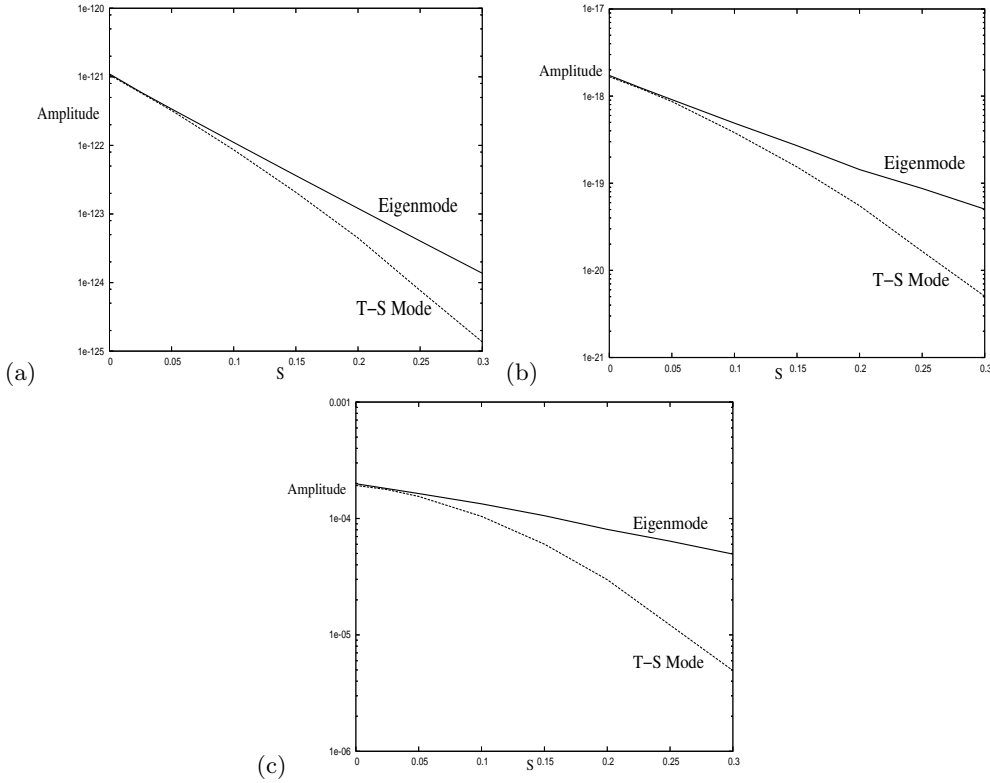 1e-120
1e-121
Amplitude
1e-122
1e-123
1e-124
1e-125
Eigenmode
T-S Mode
0 0.05 0.1 0.15 0.2 0.25 0.3
S
(a)
1e-17
Amplitude
1e-18
1e-19
1e-20
1e-21
Eigenmode
T-S Mode
0 0.05 0.1 0.15 0.2 0.25 0.3
S
(b)
0.001
Amplitude
1e-04
1e-05
1e-06
Eigenmode
T-S Mode
0 0.05 0.1 0.15 0.2 0.25 0.3
S
(c)